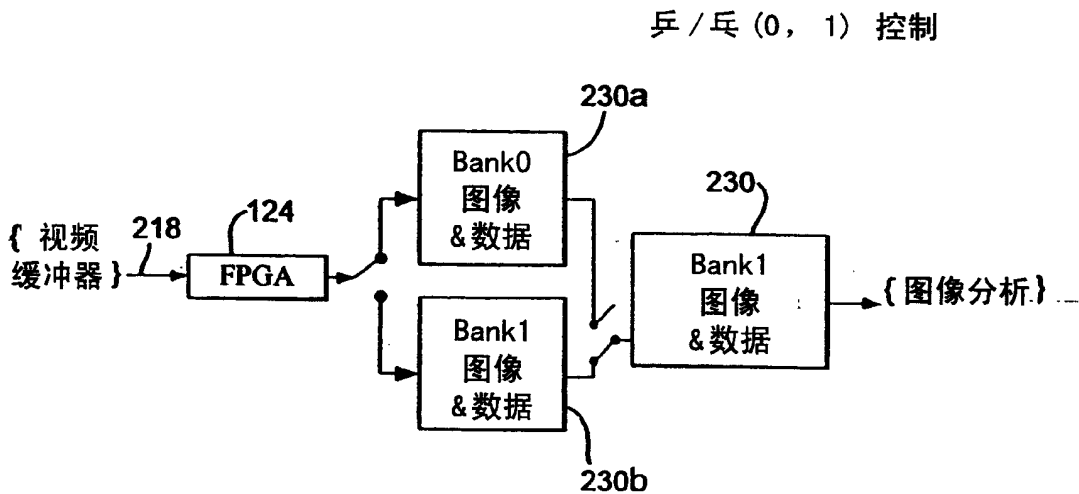 乒/乓(0, 1) 控制
230a
Bank0
图像
&数据
230
124
218
{ 视频
缓冲器 }
FPGA
Bank1
图像
&数据
{图像分析}
Bank1
图像
&数据
230b